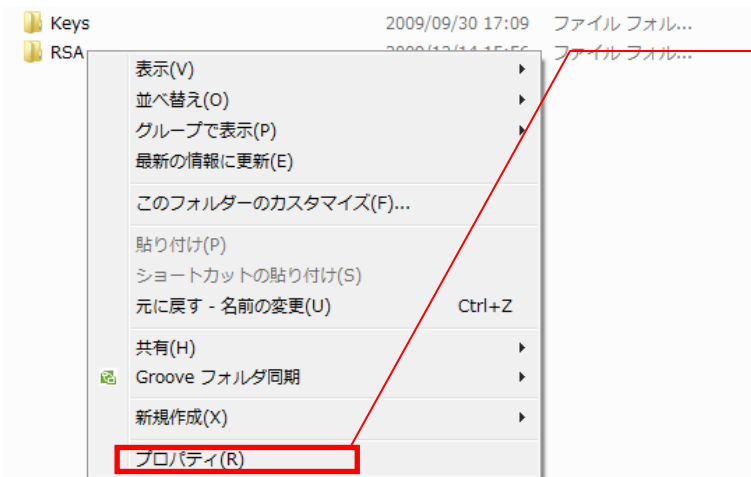 Keys 2009/09/30 17:09 ファイル フォル...
RSA 2009/12/14 15:56 ファイル フォル...
表示(V)
並べ替え(O)
グループで表示(P)
最新の情報に更新(E)
このフォルダーのカスタマイズ(F)...
貼り付け(P)
ショートカットの貼り付け(S)
元に戻す - 名前の変更(U) Ctrl+Z
共有(H)
Groove フォルダ同期
新規作成(X)
プロパティ(R)